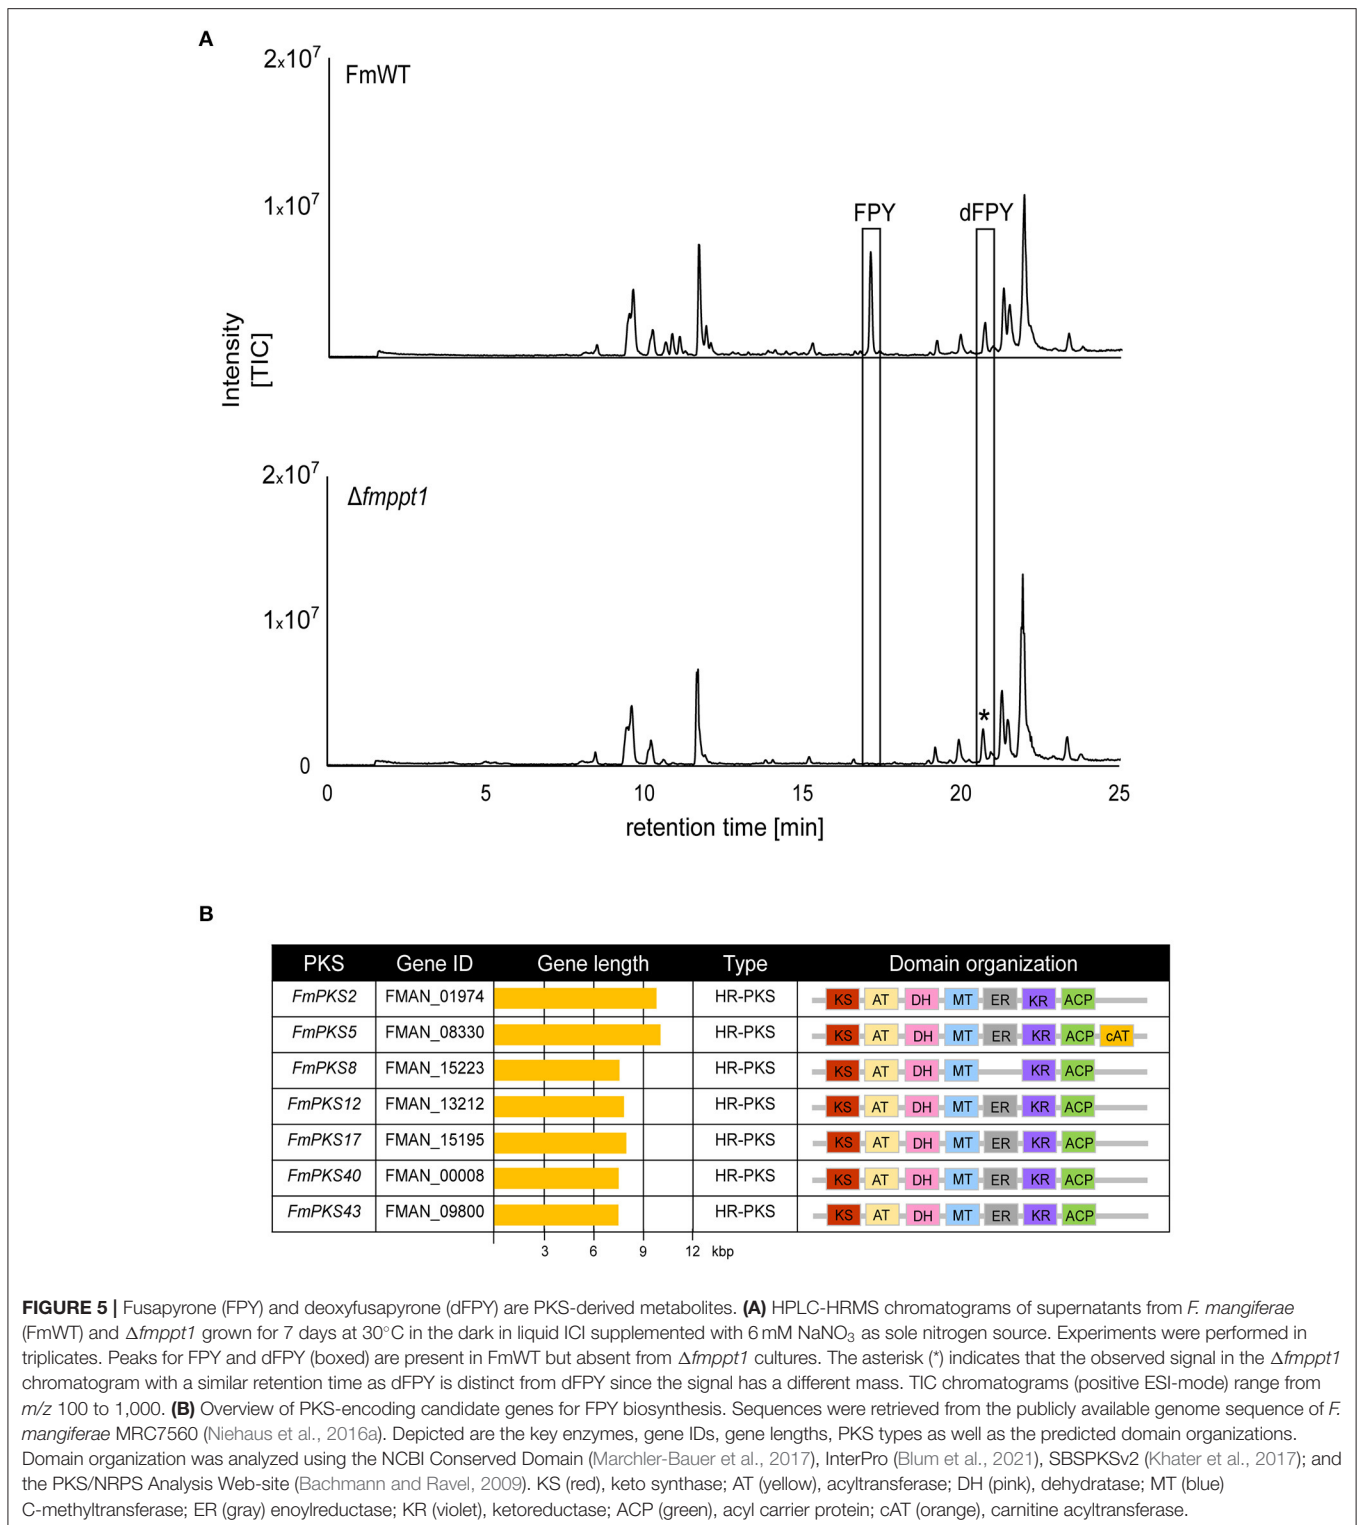 A
2x10⁷
FmWT
1x10⁷
FPY
dFPY
Intensity
[TIC]
2x10⁷
Δfmppt1
1x10⁷
*
0
0 5 10 15 20 25
retention time [min]
B
PKS Gene ID Gene length Type Domain organization
FmPKS2 FMAN_01974 HR-PKS KS AT DH MT ER KR ACP
FmPKS5 FMAN_08330 HR-PKS KS AT DH MT ER KR ACP cAT
FmPKS8 FMAN_15223 HR-PKS KS AT DH MT KR ACP
FmPKS12 FMAN_13212 HR-PKS KS AT DH MT ER KR ACP
FmPKS17 FMAN_15195 HR-PKS KS AT DH MT ER KR ACP
FmPKS40 FMAN_00008 HR-PKS KS AT DH MT ER KR ACP
FmPKS43 FMAN_09800 HR-PKS KS AT DH MT ER KR ACP
3 6 9 12 kbp
FIGURE 5 | Fusapyrone (FPY) and deoxyfusapyrone (dFPY) are PKS-derived metabolites. (A) HPLC-HRMS chromatograms of supernatants from F. mangiferae
(FmWT) and Δfmppt1 grown for 7 days at 30°C in the dark in liquid ICI supplemented with 6 mM NaNO₃ as sole nitrogen source. Experiments were performed in
triplicates. Peaks for FPY and dFPY (boxed) are present in FmWT but absent from Δfmppt1 cultures. The asterisk (*) indicates that the observed signal in the Δfmppt1
chromatogram with a similar retention time as dFPY is distinct from dFPY since the signal has a different mass. TIC chromatograms (positive ESI-mode) range from
m/z 100 to 1,000. (B) Overview of PKS-encoding candidate genes for FPY biosynthesis. Sequences were retrieved from the publicly available genome sequence of F.
mangiferae MRC7560 (Niehaus et al., 2016a). Depicted are the key enzymes, gene IDs, gene lengths, PKS types as well as the predicted domain organizations.
Domain organization was analyzed using the NCBI Conserved Domain (Marchler-Bauer et al., 2017), InterPro (Blum et al., 2021), SBSPKSv2 (Khater et al., 2017); and
the PKS/NRPS Analysis Web-site (Bachmann and Ravel, 2009). KS (red), keto synthase; AT (yellow), acyltransferase; DH (pink), dehydratase; MT (blue)
C-methyltransferase; ER (gray) enoylreductase; KR (violet), ketoreductase; ACP (green), acyl carrier protein; cAT (orange), carnitine acyltransferase.